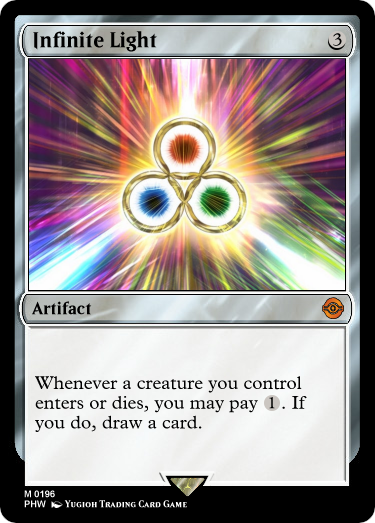 Infinite Light 3
Artifact
Whenever a creature you control
enters or dies, you may pay 1. If
you do, draw a card.
M 0196
PHW Yugioh Trading Card Game